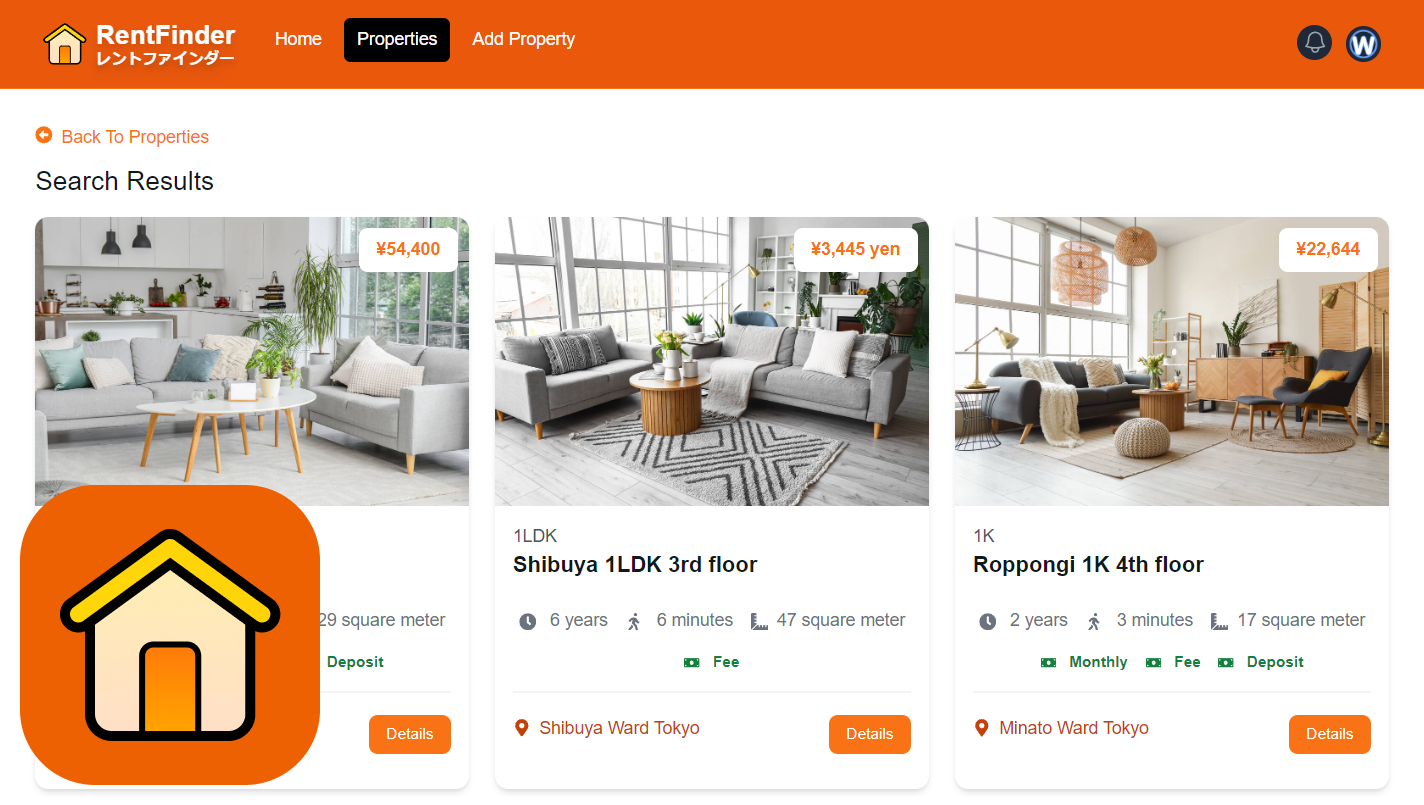 RentFinder
レントファインダー
Home
Properties
Add Property
W
Back To Properties
Search Results
¥54,400
¥3,445 yen
¥22,644
29 square meter
Deposit
Details
1LDK
Shibuya 1LDK 3rd floor
6 years 6 minutes 47 square meter
Fee
Shibuya Ward Tokyo
Details
1K
Roppongi 1K 4th floor
2 years 3 minutes 17 square meter
Monthly Fee Deposit
Minato Ward Tokyo
Details